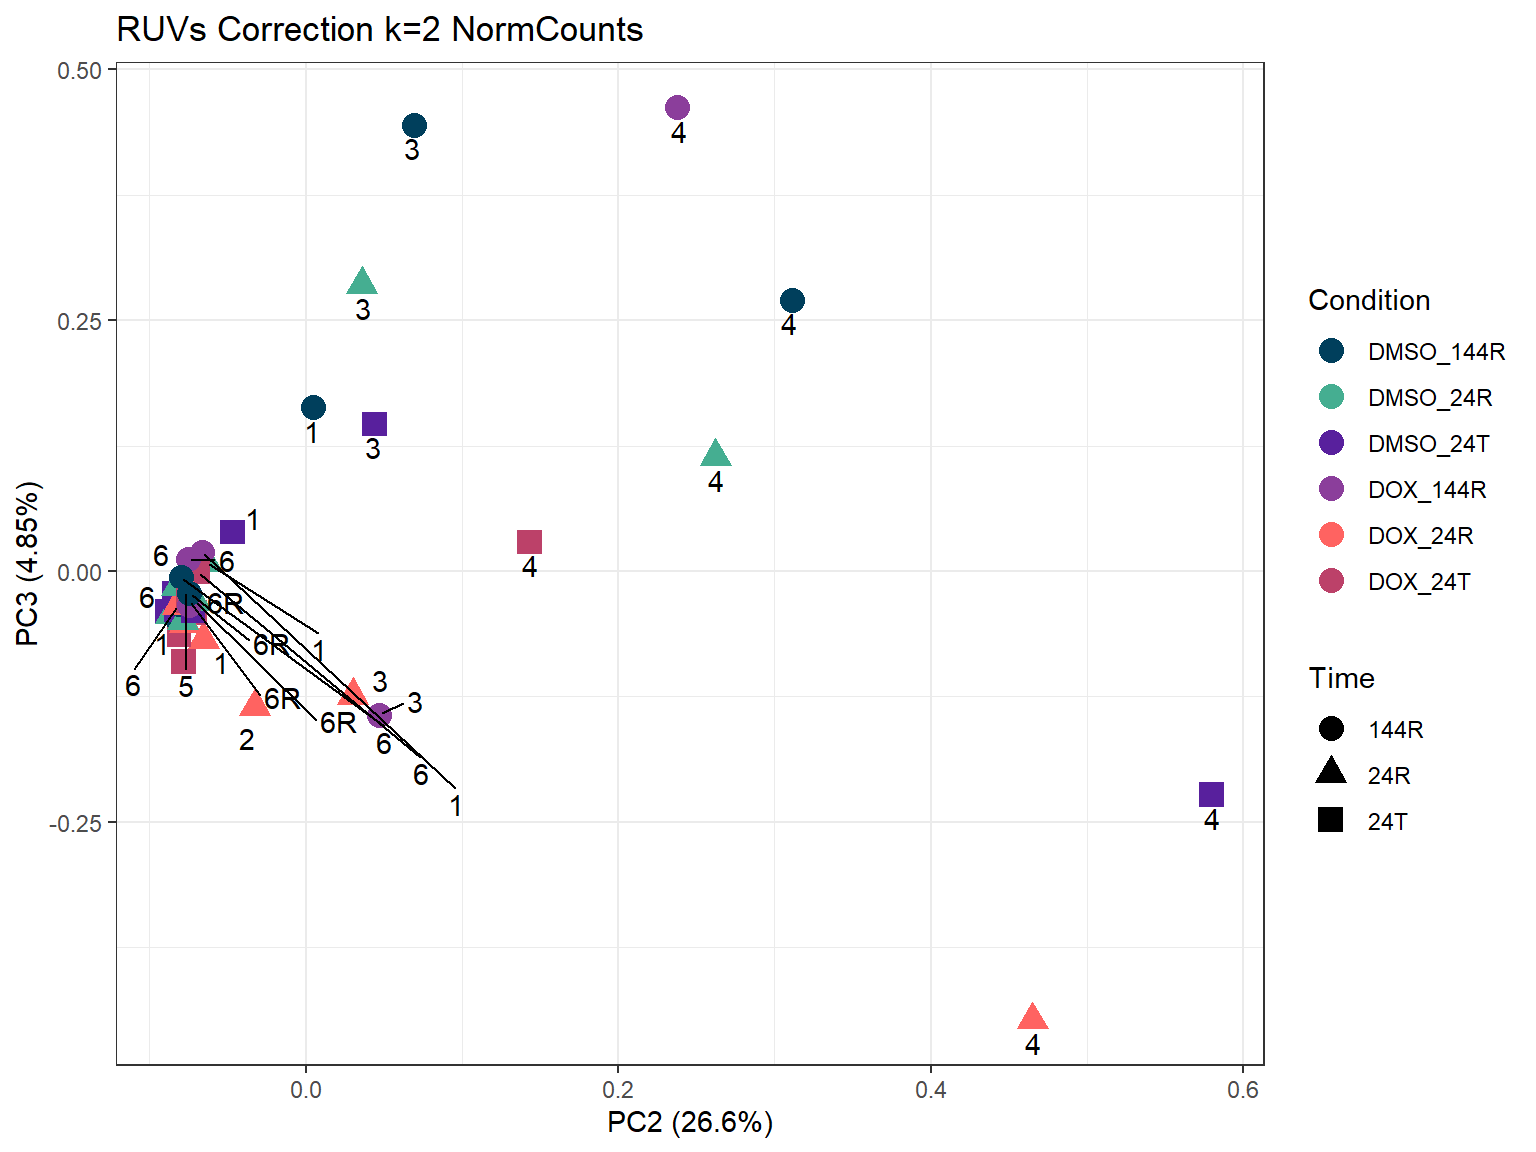 RUVs Correction k=2 NormCounts
0.50
0.25
0.00
-0.25
PC3 (4.85%)
4
3
3
4
1
3
4
1
4
6
6
6
6R
6R
1
1
1
6
5
3
6R
3
6R
2
6
6
1
4
4
0.0
0.2
0.4
0.6
PC2 (26.6%)
Condition
DMSO_144R
DMSO_24R
DMSO_24T
DOX_144R
DOX_24R
DOX_24T
Time
144R
24R
24T